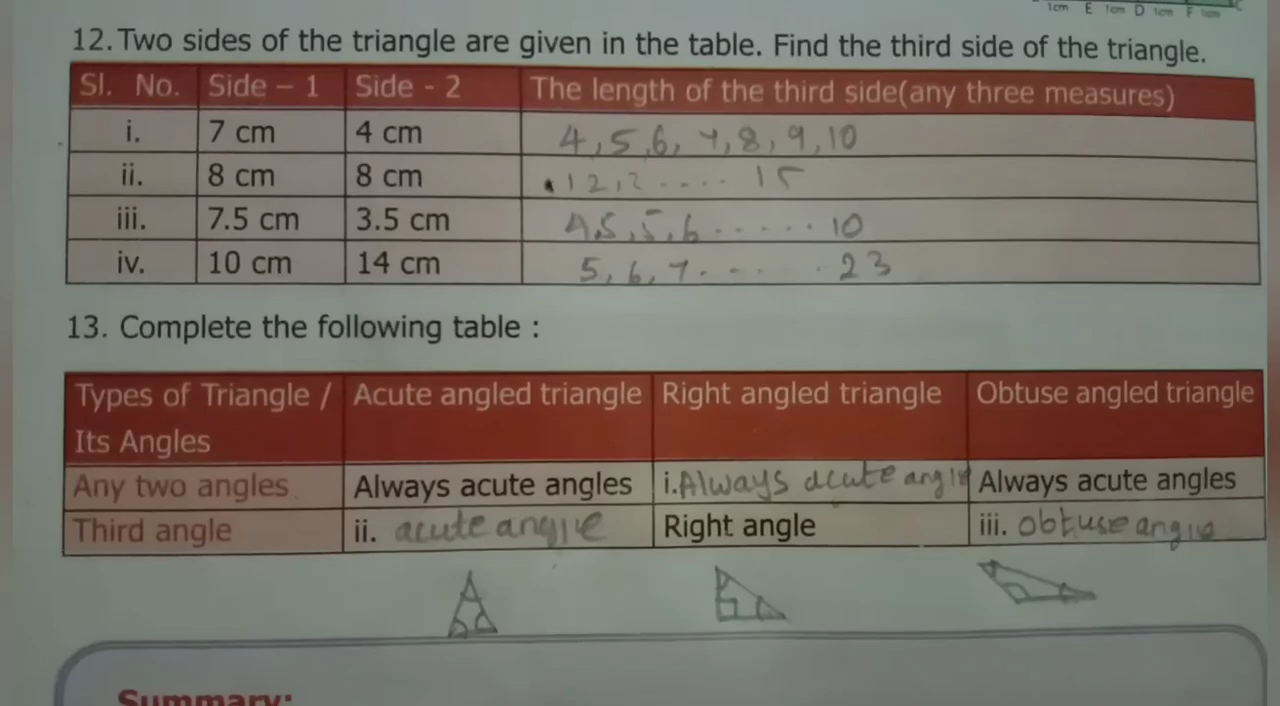 1cm E 1cm D 1cm F 1cm C
12. Two sides of the triangle are given in the table. Find the third side of the triangle.
Sl. No. Side – 1 Side - 2 The length of the third side(any three measures)
i. 7 cm 4 cm 4, 5, 6, 7, 8, 9, 10
ii. 8 cm 8 cm 1 2, 3 .... 15
iii. 7.5 cm 3.5 cm 4.5, 5, 6 ..... 10
iv. 10 cm 14 cm 5, 6, 7 .... 23
13. Complete the following table :
Types of Triangle / Acute angled triangle Right angled triangle Obtuse angled triangle
Its Angles
Any two angles Always acute angles i. Always acute angle Always acute angles
Third angle ii. acute angle Right angle iii. obtuse angle
Summary: